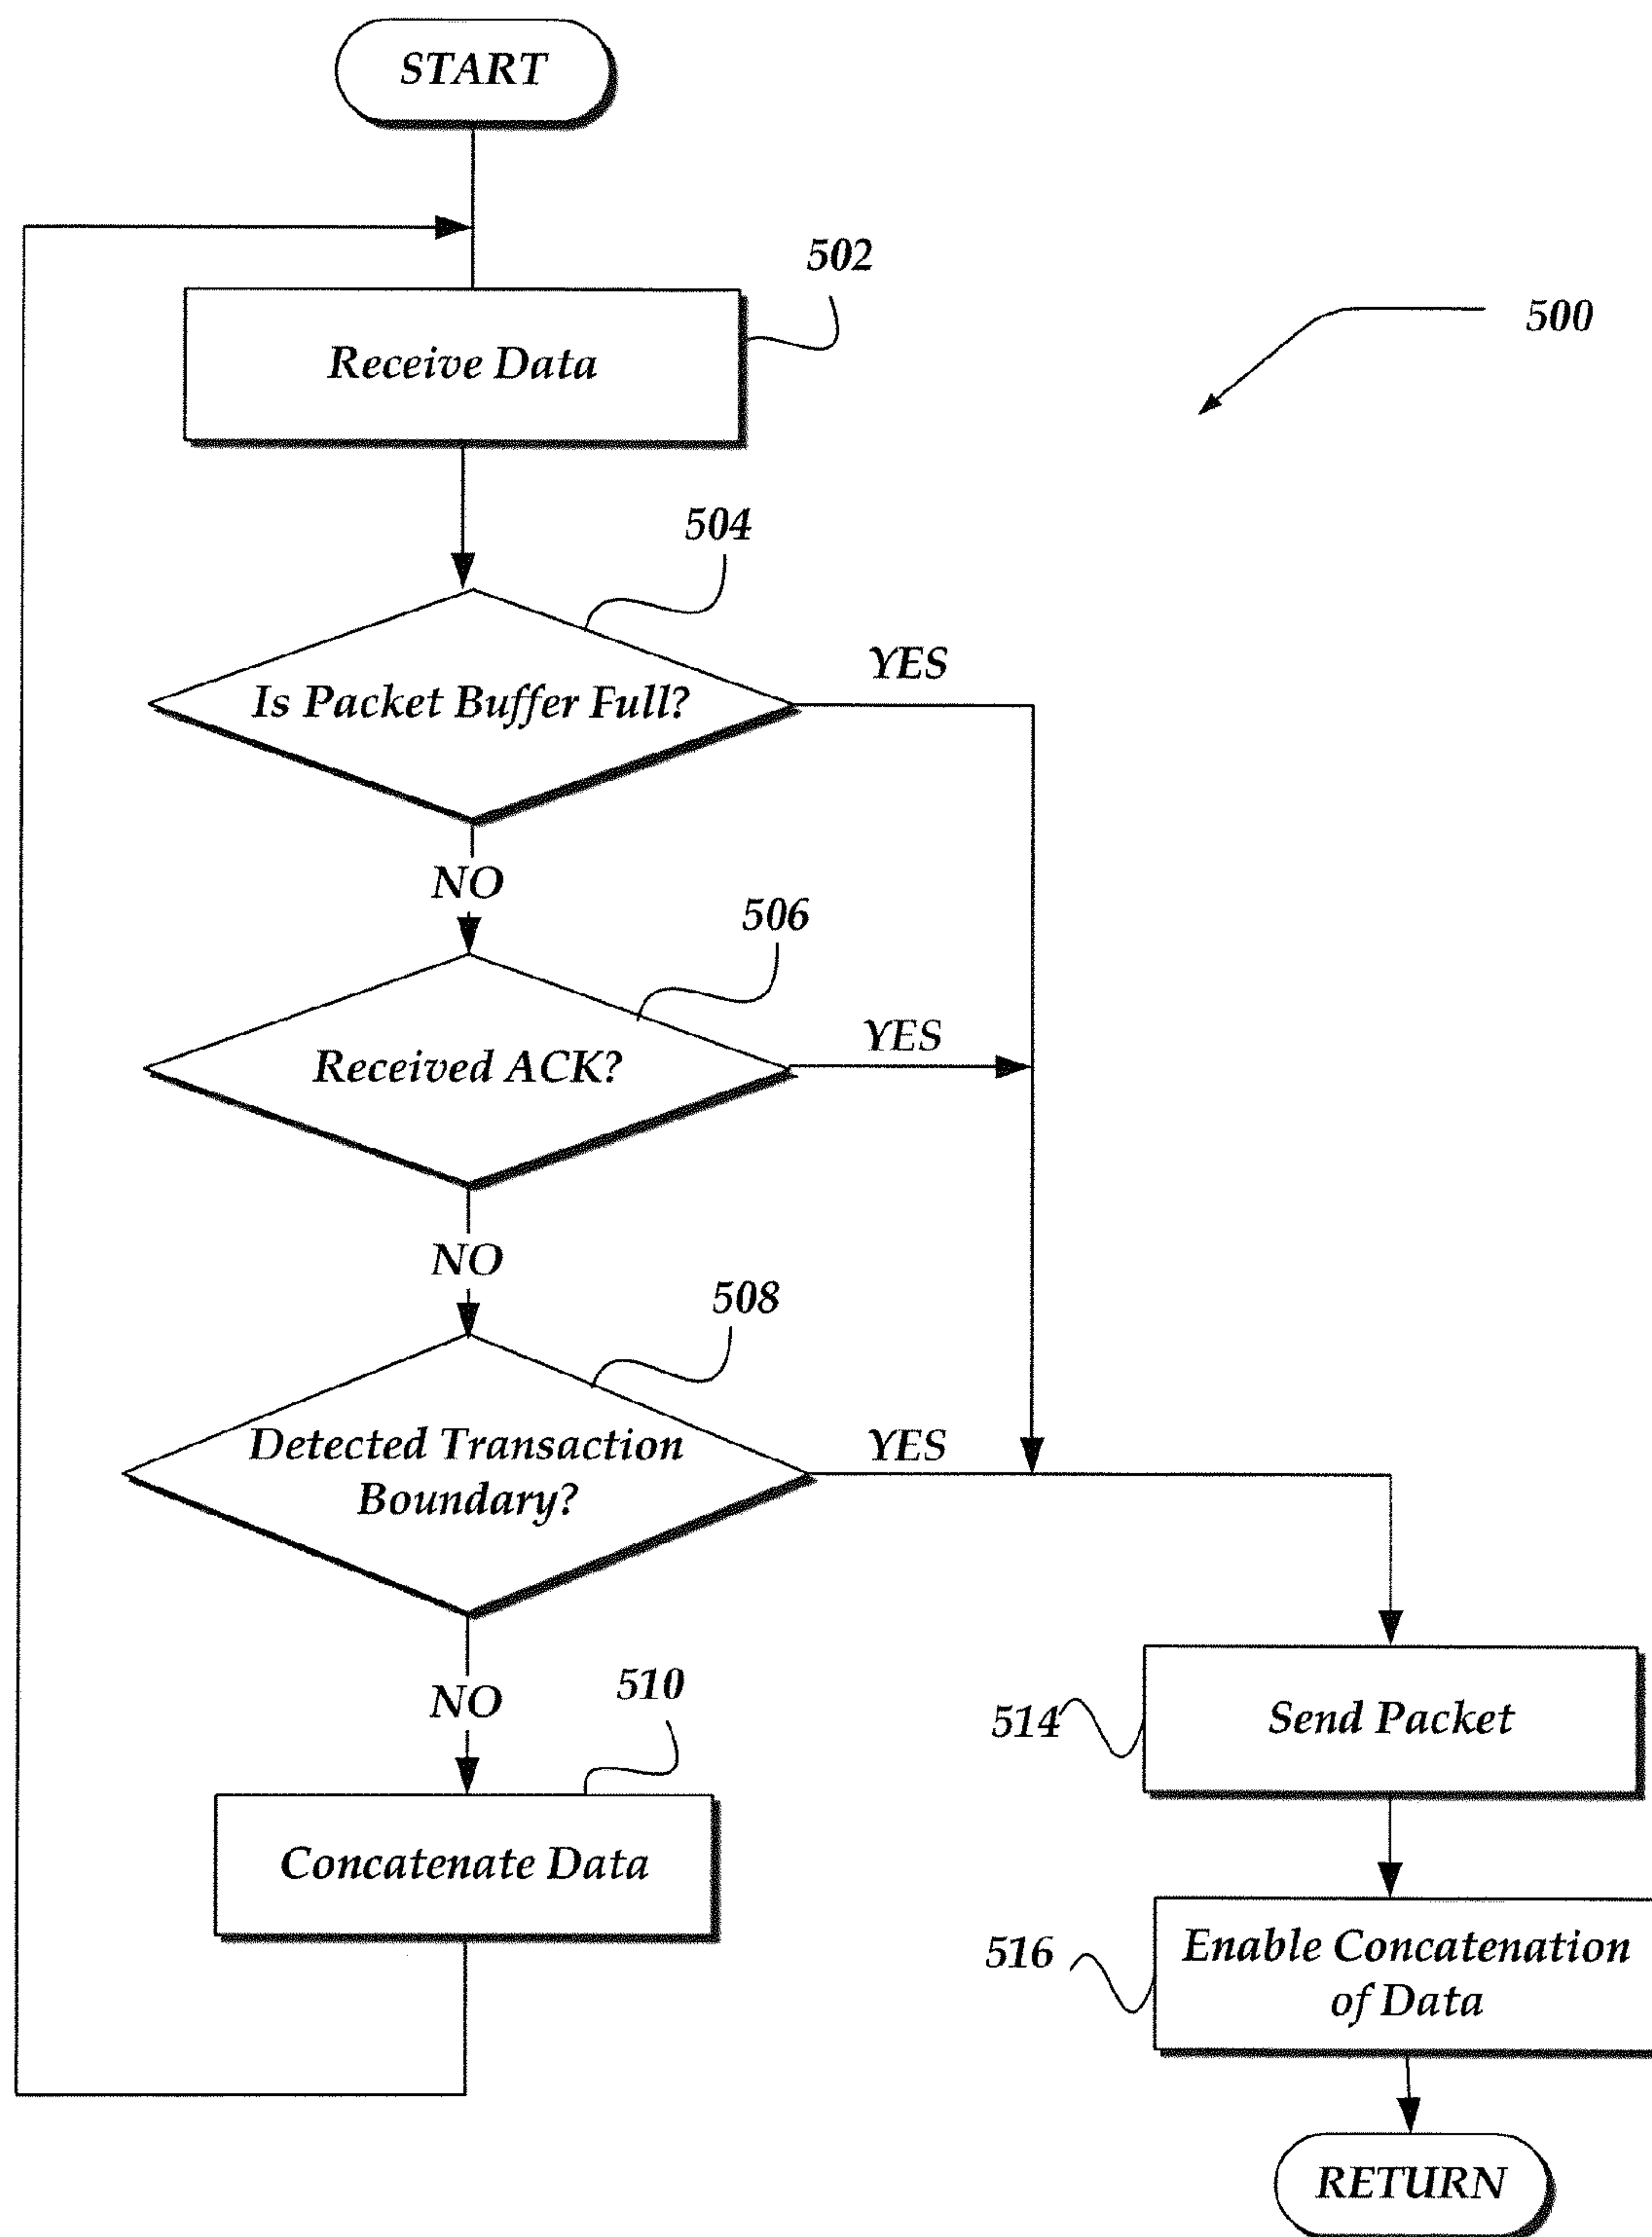 START
502
500
Receive Data
504
YES
Is Packet Buffer Full?
NO
506
YES
Received ACK?
NO
508
YES
Detected Transaction
Boundary?
NO
510
514
Send Packet
Concatenate Data
516
Enable Concatenation
of Data
RETURN